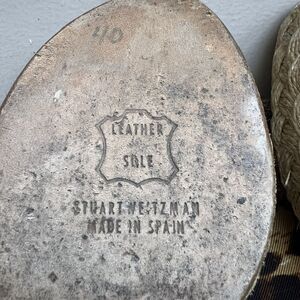 40
LEATHER
SOLE
STUART WEITZMAN
MADE IN SPAIN